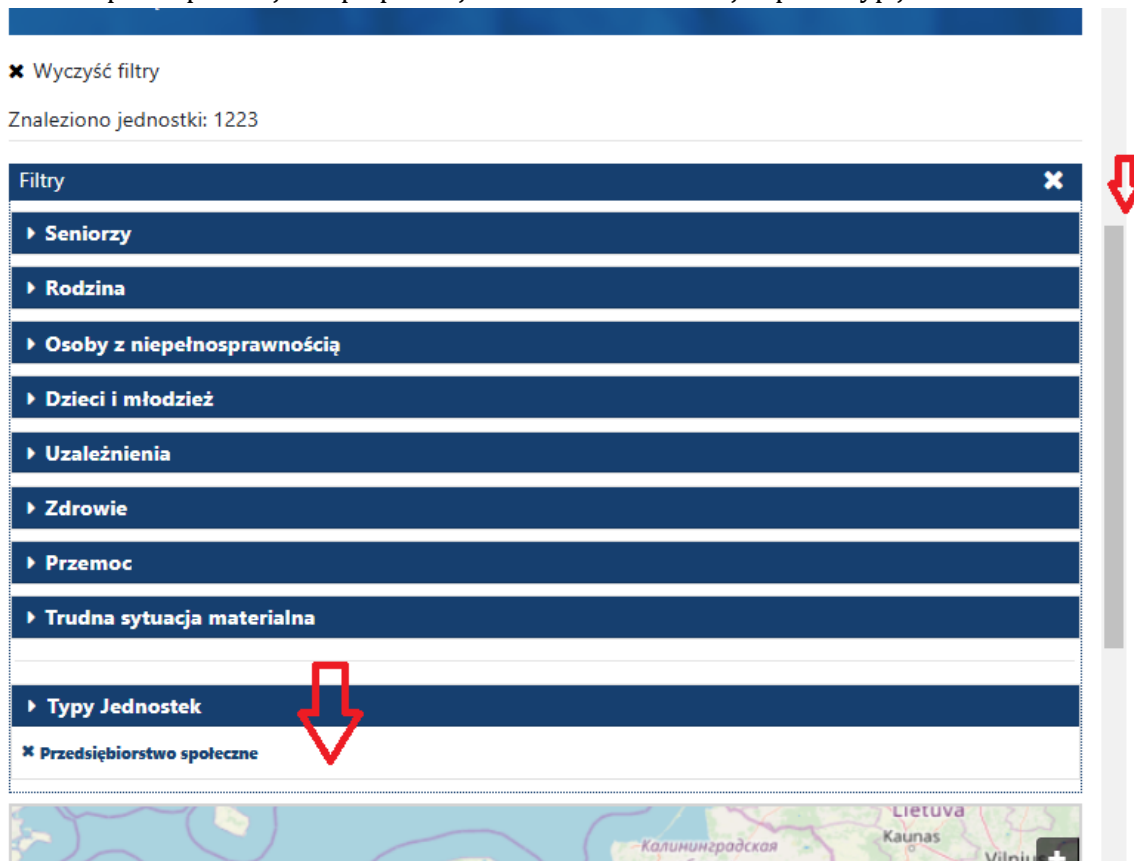 Wyczyść filtry
Znaleziono jednostki: 1223
Filtry
Seniorzy
Rodzina
Osoby z niepełnosprawnością
Dzieci i młodzież
Uzależnienia
Zdrowie
Przemoc
Trudna sytuacja materialna
Typy Jednostek
Przedsiębiorstwo społeczne
Lietuva
Kaunas
Калининградская